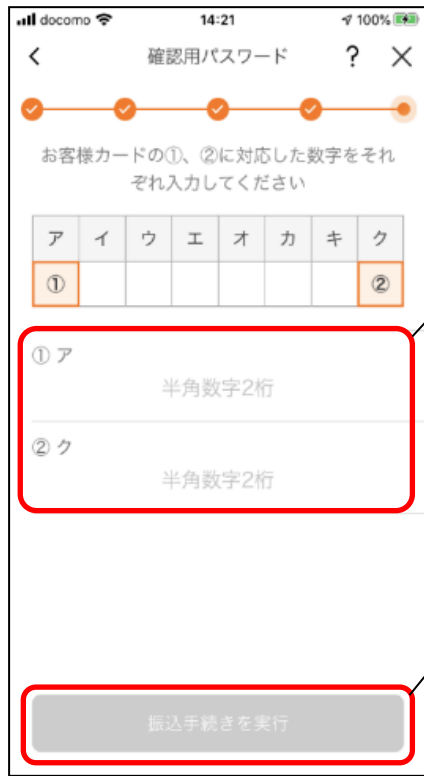 docomo 14:21 100%
確認用パスワード ? ×
お客様カードの①、②に対応した数字をそれ
ぞれ入力してください
ア イ ウ エ オ カ キ ク
① ②
① ア
半角数字2桁
② ク
半角数字2桁
振込手続きを実行